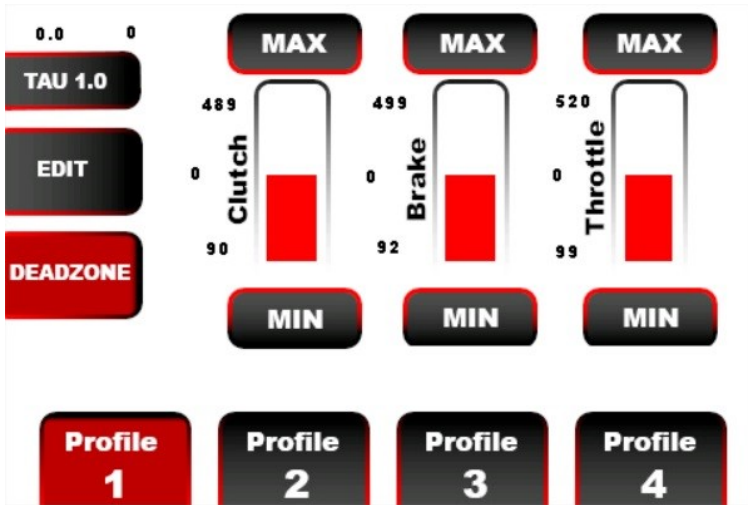 0.0 0
TAU 1.0
EDIT
DEADZONE
MAX
489
Clutch
0
90
MIN
MAX
499
Brake
0
92
MIN
MAX
520
Throttle
0
99
MIN
Profile
1
Profile
2
Profile
3
Profile
4